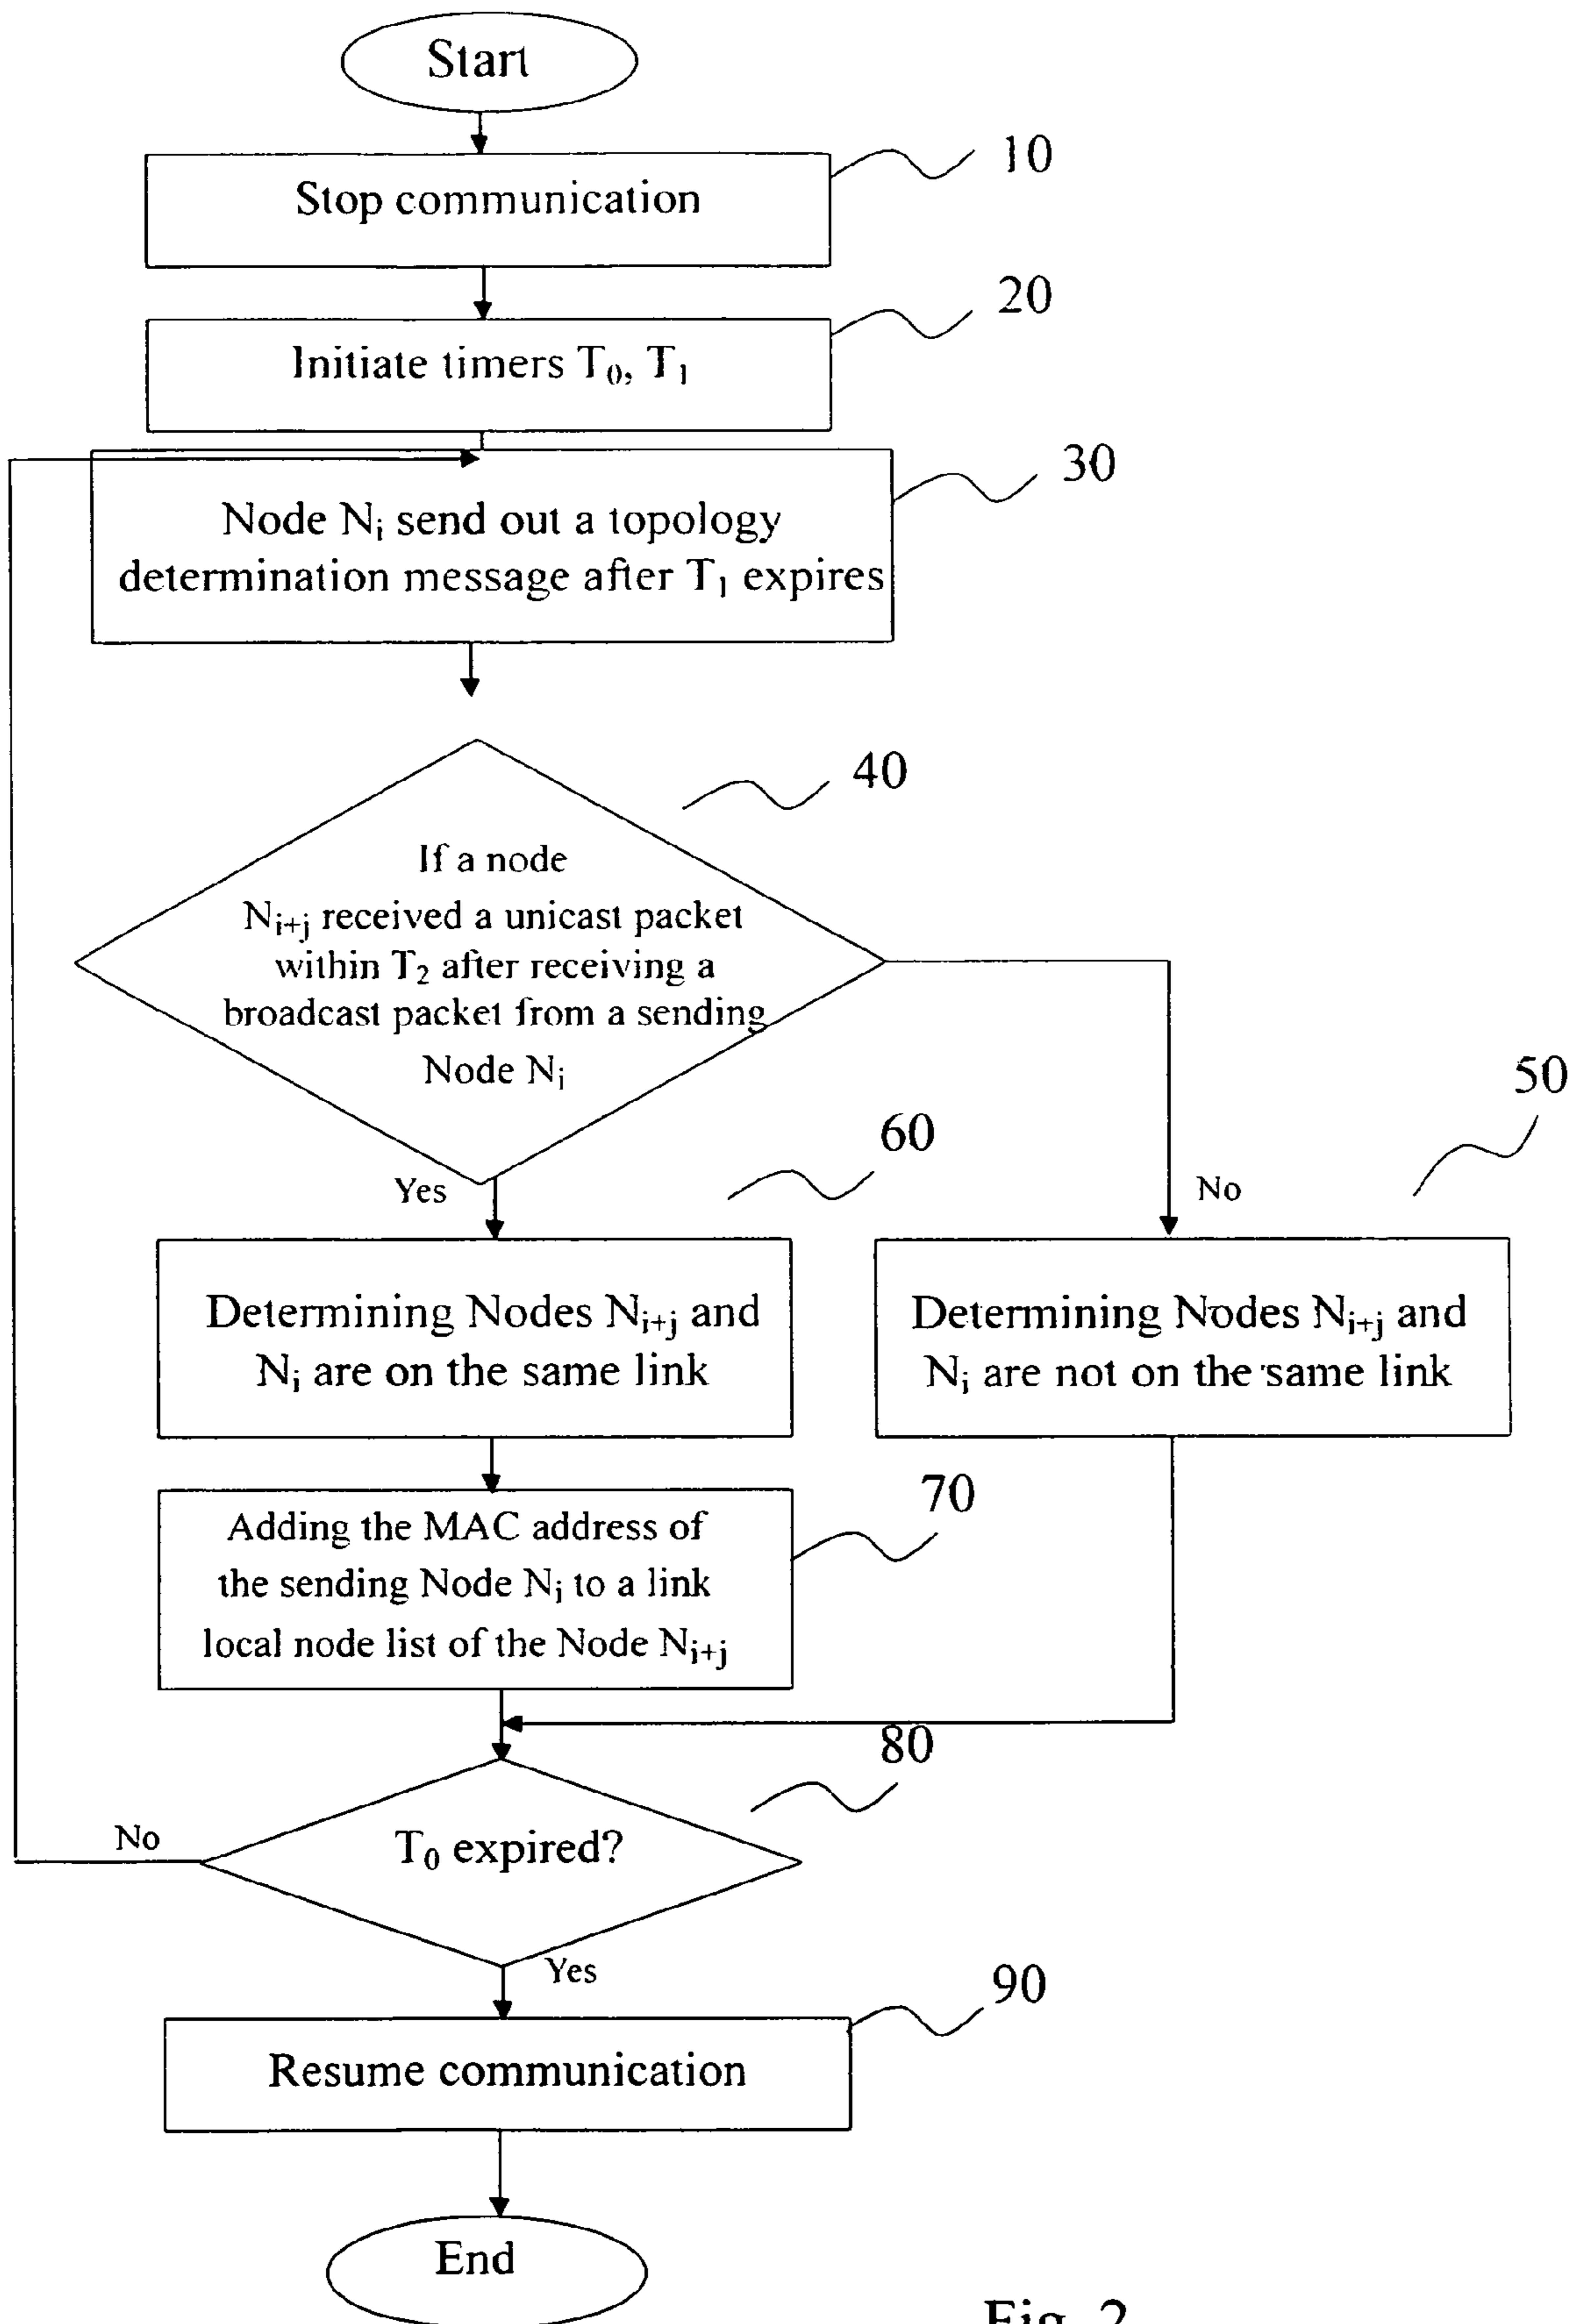 Start
10
Stop communication
20
Initiate timers T₀, T₁
30
Node Nᵢ send out a topology
determination message after T₁ expires
40
If a node
Nᵢ₊ⱼ received a unicast packet
within T₂ after receiving a
broadcast packet from a sending
Node Nᵢ
50
60
Yes
No
Determining Nodes Nᵢ₊ⱼ and
Nᵢ are on the same link
Determining Nodes Nᵢ₊ⱼ and
Nᵢ are not on the same link
70
Adding the MAC address of
the sending Node Nᵢ to a link
local node list of the Node Nᵢ₊ⱼ
80
No
T₀ expired?
Yes
90
Resume communication
End
Fig. 2